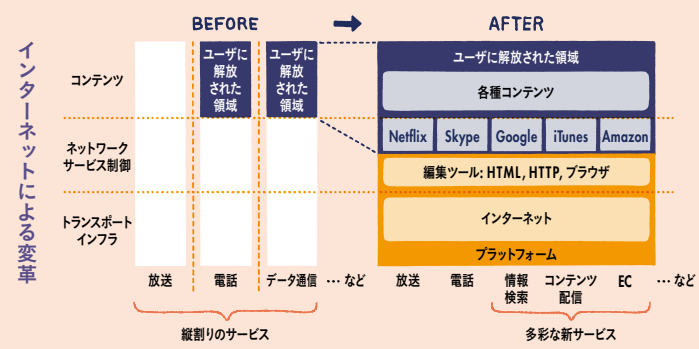 インターネットによる変革
BEFORE
AFTER
コンテンツ
ネットワーク
サービス制御
トランスポート
インフラ
ユーザに
解放
された
領域
ユーザに
解放
された
領域
放送
電話
データ通信
… など
縦割りのサービス
ユーザに解放された領域
各種コンテンツ
Netflix
Skype
Google
iTunes
Amazon
編集ツール: HTML, HTTP, ブラウザ
インターネット
プラットフォーム
放送
電話
情報
検索
コンテンツ
配信
EC
… など
多彩な新サービス